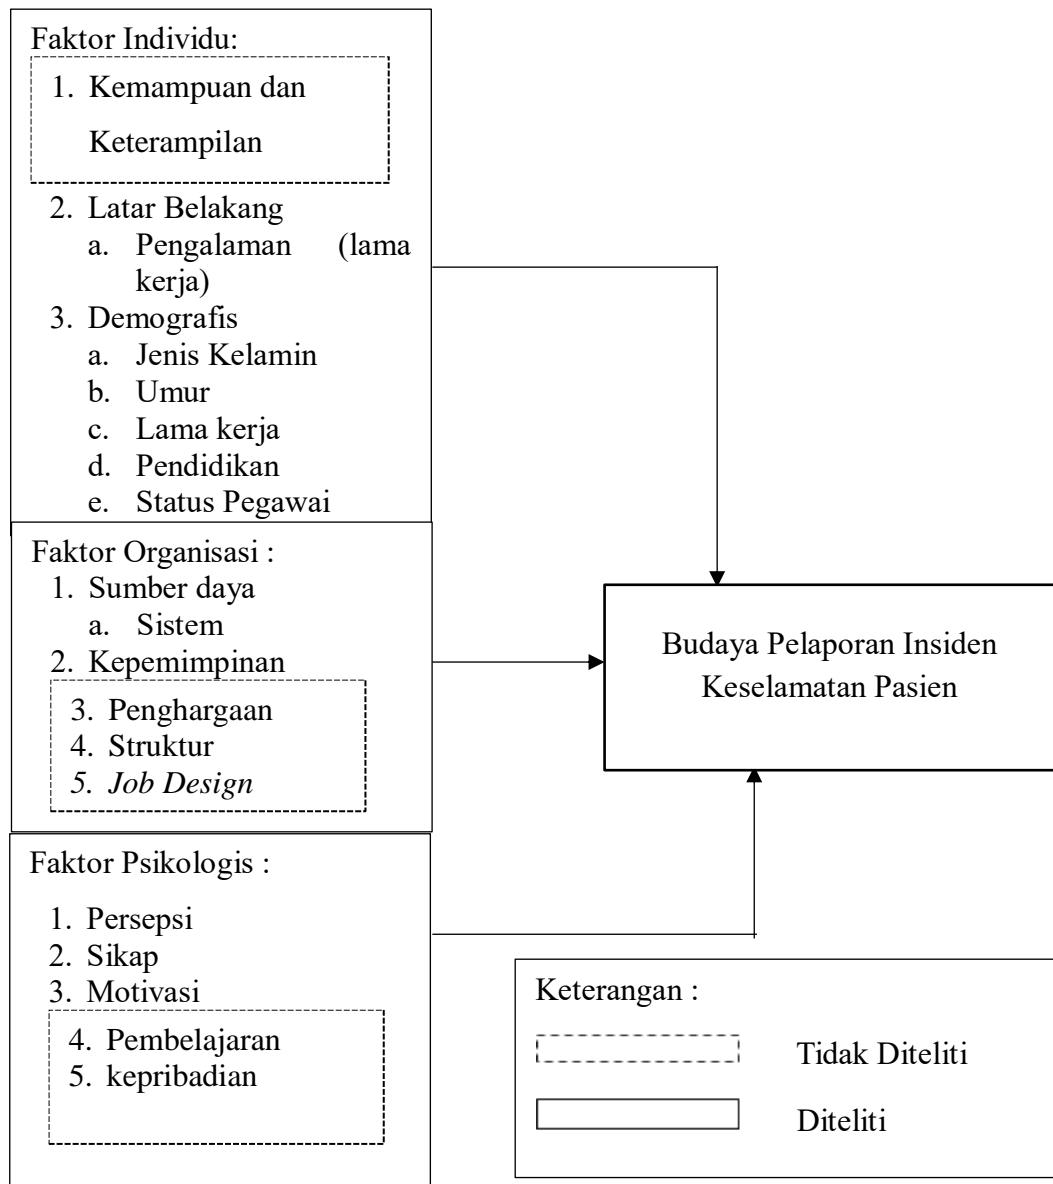 Faktor Individu:
1. Kemampuan dan
Keterampilan
2. Latar Belakang
a. Pengalaman (lama
kerja)
3. Demografis
a. Jenis Kelamin
b. Umur
c. Lama kerja
d. Pendidikan
e. Status Pegawai
Faktor Organisasi :
1. Sumber daya
a. Sistem
2. Kepemimpinan
3. Penghargaan
4. Struktur
5. Job Design
Faktor Psikologis :
1. Persepsi
2. Sikap
3. Motivasi
4. Pembelajaran
5. kepribadian
Budaya Pelaporan Insiden
Keselamatan Pasien
Keterangan :
Tidak Diteliti
Diteliti